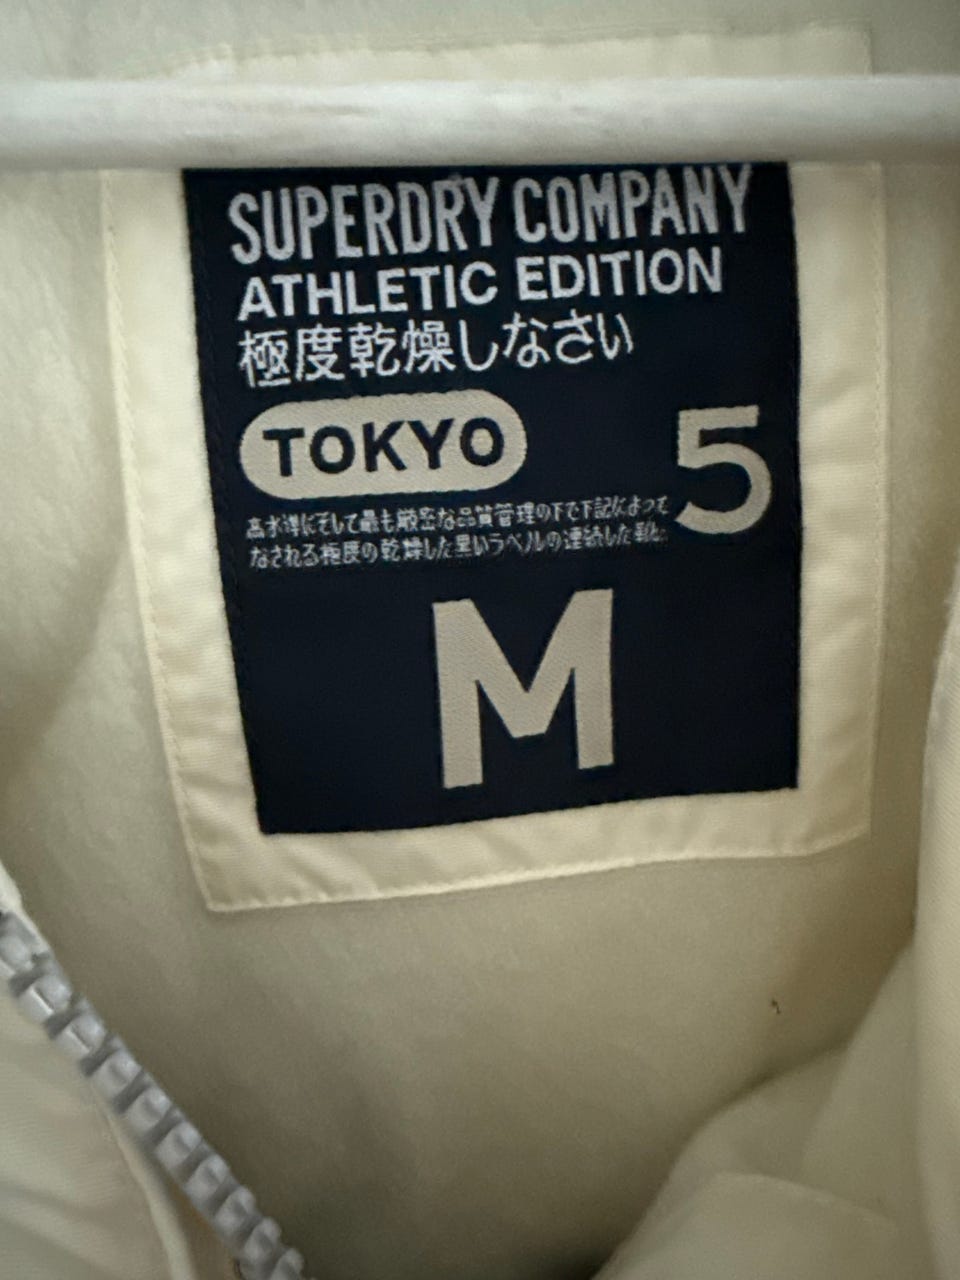 SUPERDRY COMPANY
ATHLETIC EDITION
極度乾燥しなさい
TOKYO
5
高水準にそして最も厳密な品質管理の下で下記によって
なされる極度の乾燥した黒いラベルの連続した
M